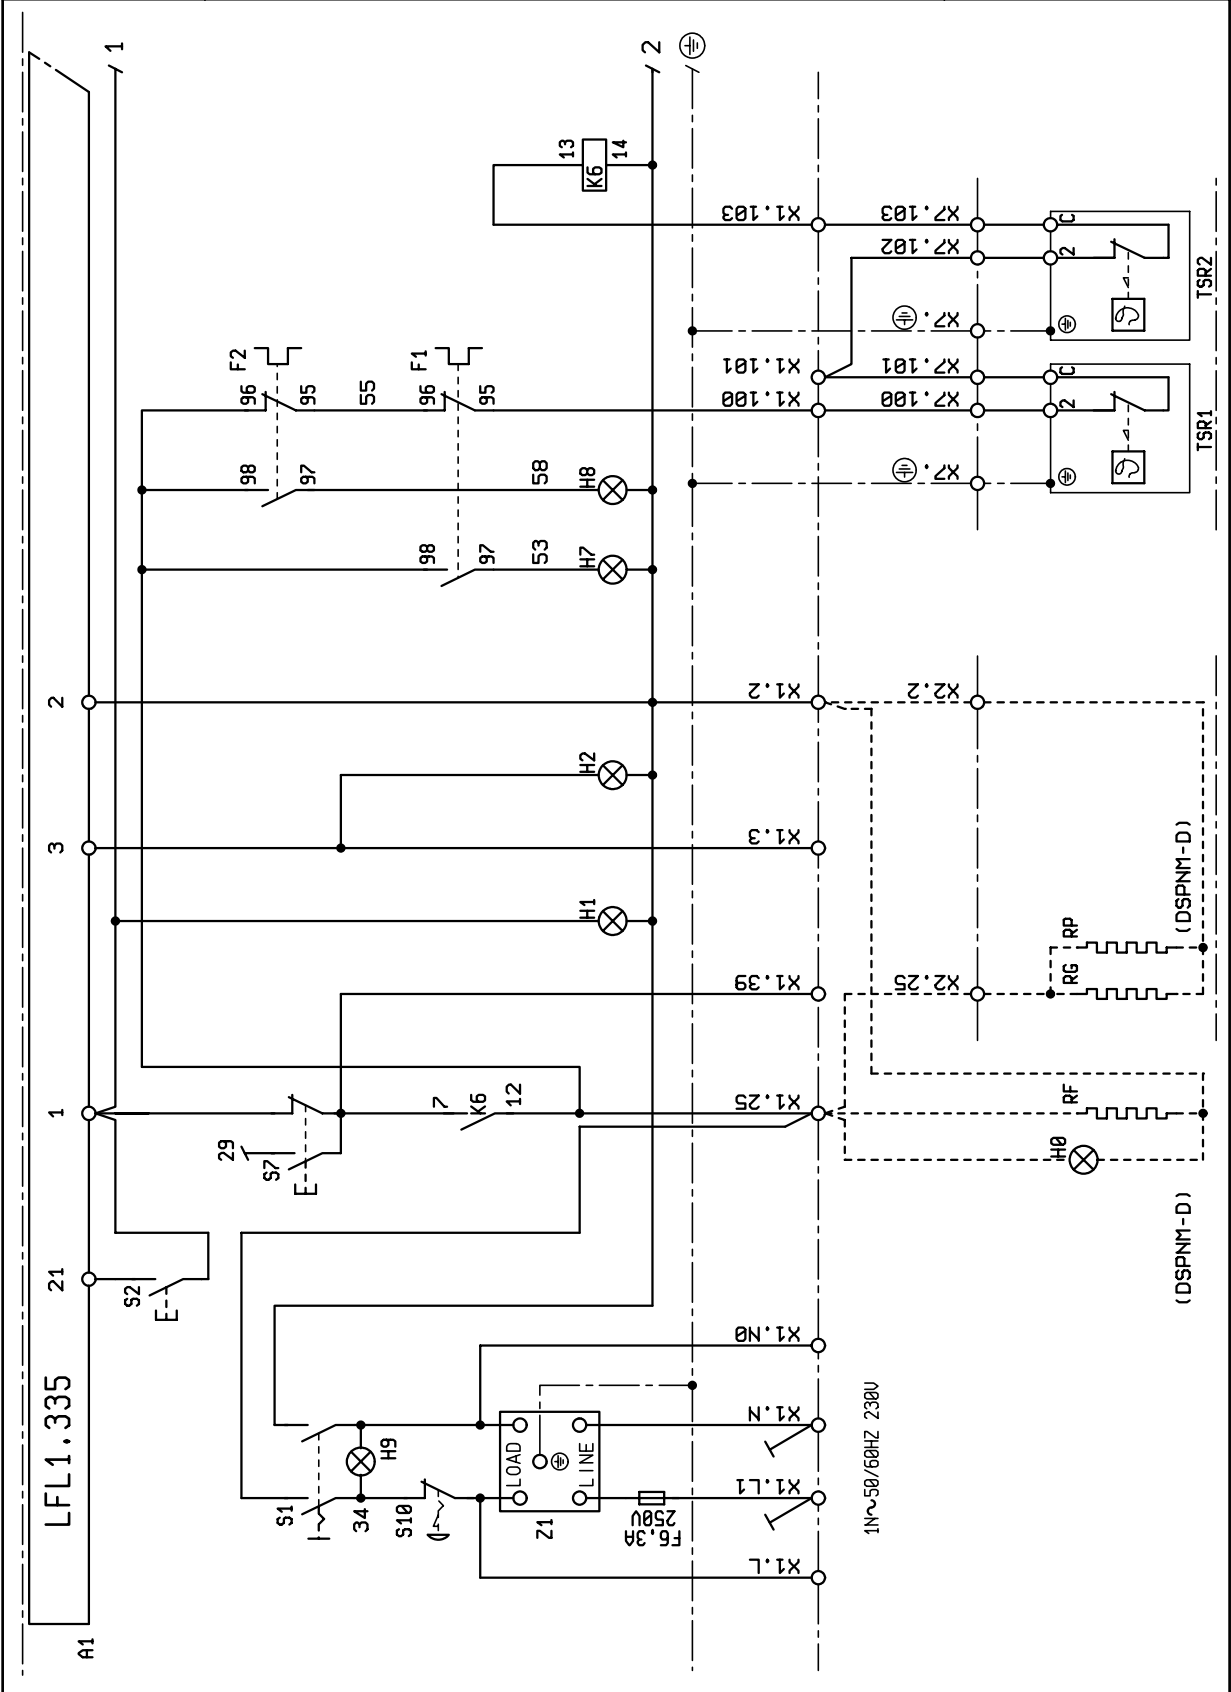 LFL1.335
A1
21
1
3
2
1
2
S2
29
S7
7
K6
12
S1
34
H9
S10
LOAD
LINE
Z1
F6.3A
250V
H1
H2
H7
53
H8
58
98
97
98
97
F2
96
95
55
F1
96
95
13
K6
14
X1.L
X1.L1
X1.N
X1.N0
X1.25
X1.39
X1.3
X1.2
X1.100
X1.101
X1.103
1N~50/60HZ 230V
X2.25
X2.2
X7.
X7.100
X7.101
X7.
X7.102
X7.103
H0
RF
RG
RP
(DSPNM-D)
(DSPNM-D)
2
C
TSR1
2
C
TSR2